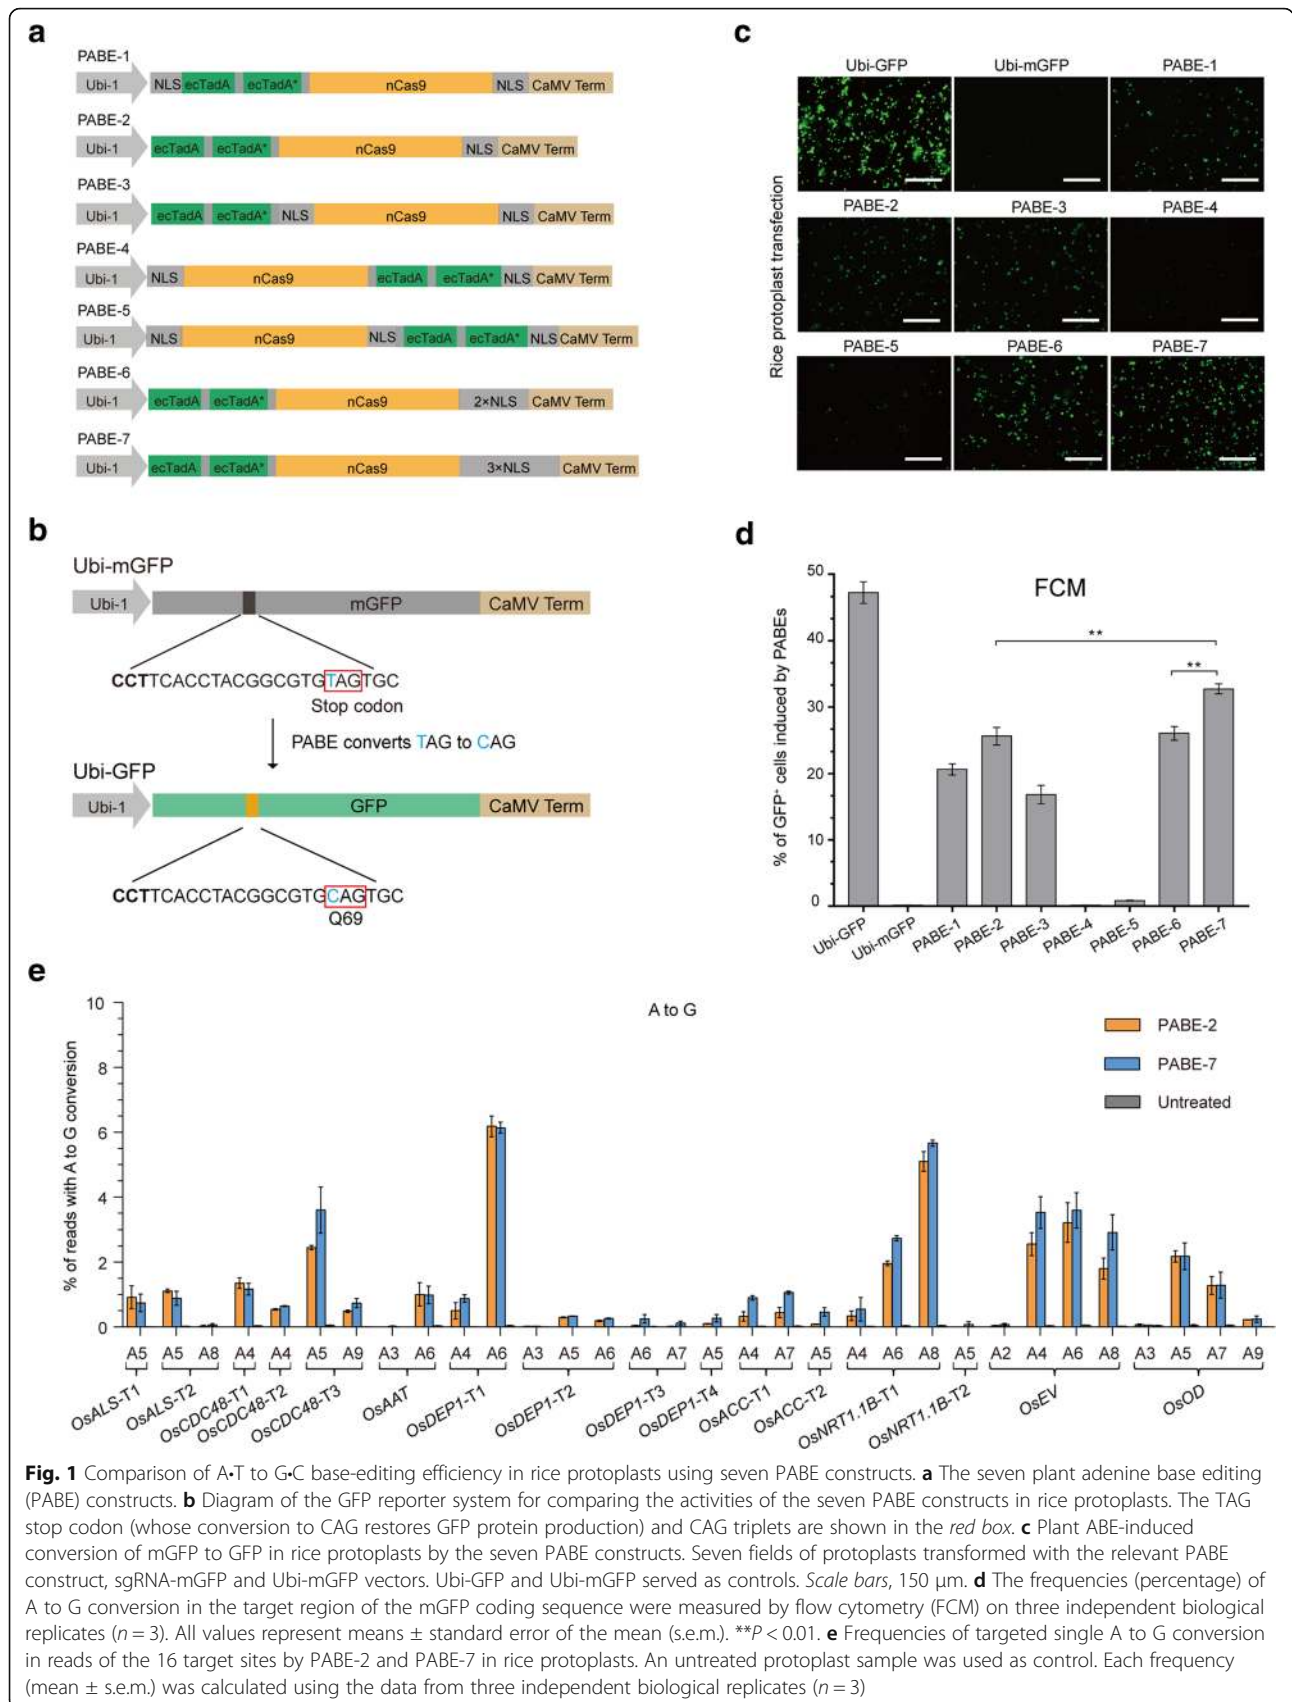 a
PABE-1
Ubi-1 NLS ecTadA ecTadA* nCas9 NLS CaMV Term
PABE-2
Ubi-1 ecTadA ecTadA* nCas9 NLS CaMV Term
PABE-3
Ubi-1 ecTadA ecTadA* NLS nCas9 NLS CaMV Term
PABE-4
Ubi-1 NLS nCas9 ecTadA ecTadA* NLS CaMV Term
PABE-5
Ubi-1 NLS nCas9 NLS ecTadA ecTadA* NLS CaMV Term
PABE-6
Ubi-1 ecTadA ecTadA* nCas9 2×NLS CaMV Term
PABE-7
Ubi-1 ecTadA ecTadA* nCas9 3×NLS CaMV Term
b
Ubi-mGFP
Ubi-1 mGFP CaMV Term
CCTTCACCTACGGCGTGTAGTGC
Stop codon
PABE converts TAG to CAG
Ubi-GFP
Ubi-1 GFP CaMV Term
CCTTCACCTACGGCGTGCAGTGC
Q69
c
Ubi-GFP Ubi-mGFP PABE-1
PABE-2 PABE-3 PABE-4
PABE-5 PABE-6 PABE-7
Rice protoplast transfection
d
FCM
% of GFP⁺ cells induced by PABEs
50
40
30
20
10
0
** **
Ubi-GFP Ubi-mGFP PABE-1 PABE-2 PABE-3 PABE-4 PABE-5 PABE-6 PABE-7
e
A to G
% of reads with A to G conversion
10
8
6
4
2
0
PABE-2
PABE-7
Untreated
A5 A5 A8 A4 A4 A5 A9 A3 A6 A4 A6 A3 A5 A6 A6 A7 A5 A4 A7 A5 A4 A6 A8 A5 A2 A4 A6 A8 A3 A5 A7 A9
OsALS-T1 OsALS-T2 OsCDC48-T1 OsCDC48-T2 OsCDC48-T3 OsAAT OsDEP1-T1 OsDEP1-T2 OsDEP1-T3 OsDEP1-T4 OsACC-T1 OsACC-T2 OsNRT1.1B-T1 OsNRT1.1B-T2 OsEV OsOD
Fig. 1 Comparison of A•T to G•C base-editing efficiency in rice protoplasts using seven PABE constructs. a The seven plant adenine base editing
(PABE) constructs. b Diagram of the GFP reporter system for comparing the activities of the seven PABE constructs in rice protoplasts. The TAG
stop codon (whose conversion to CAG restores GFP protein production) and CAG triplets are shown in the red box. c Plant ABE-induced
conversion of mGFP to GFP in rice protoplasts by the seven PABE constructs. Seven fields of protoplasts transformed with the relevant PABE
construct, sgRNA-mGFP and Ubi-mGFP vectors. Ubi-GFP and Ubi-mGFP served as controls. Scale bars, 150 μm. d The frequencies (percentage) of
A to G conversion in the target region of the mGFP coding sequence were measured by flow cytometry (FCM) on three independent biological
replicates (n = 3). All values represent means ± standard error of the mean (s.e.m.). **P < 0.01. e Frequencies of targeted single A to G conversion
in reads of the 16 target sites by PABE-2 and PABE-7 in rice protoplasts. An untreated protoplast sample was used as control. Each frequency
(mean ± s.e.m.) was calculated using the data from three independent biological replicates (n = 3)